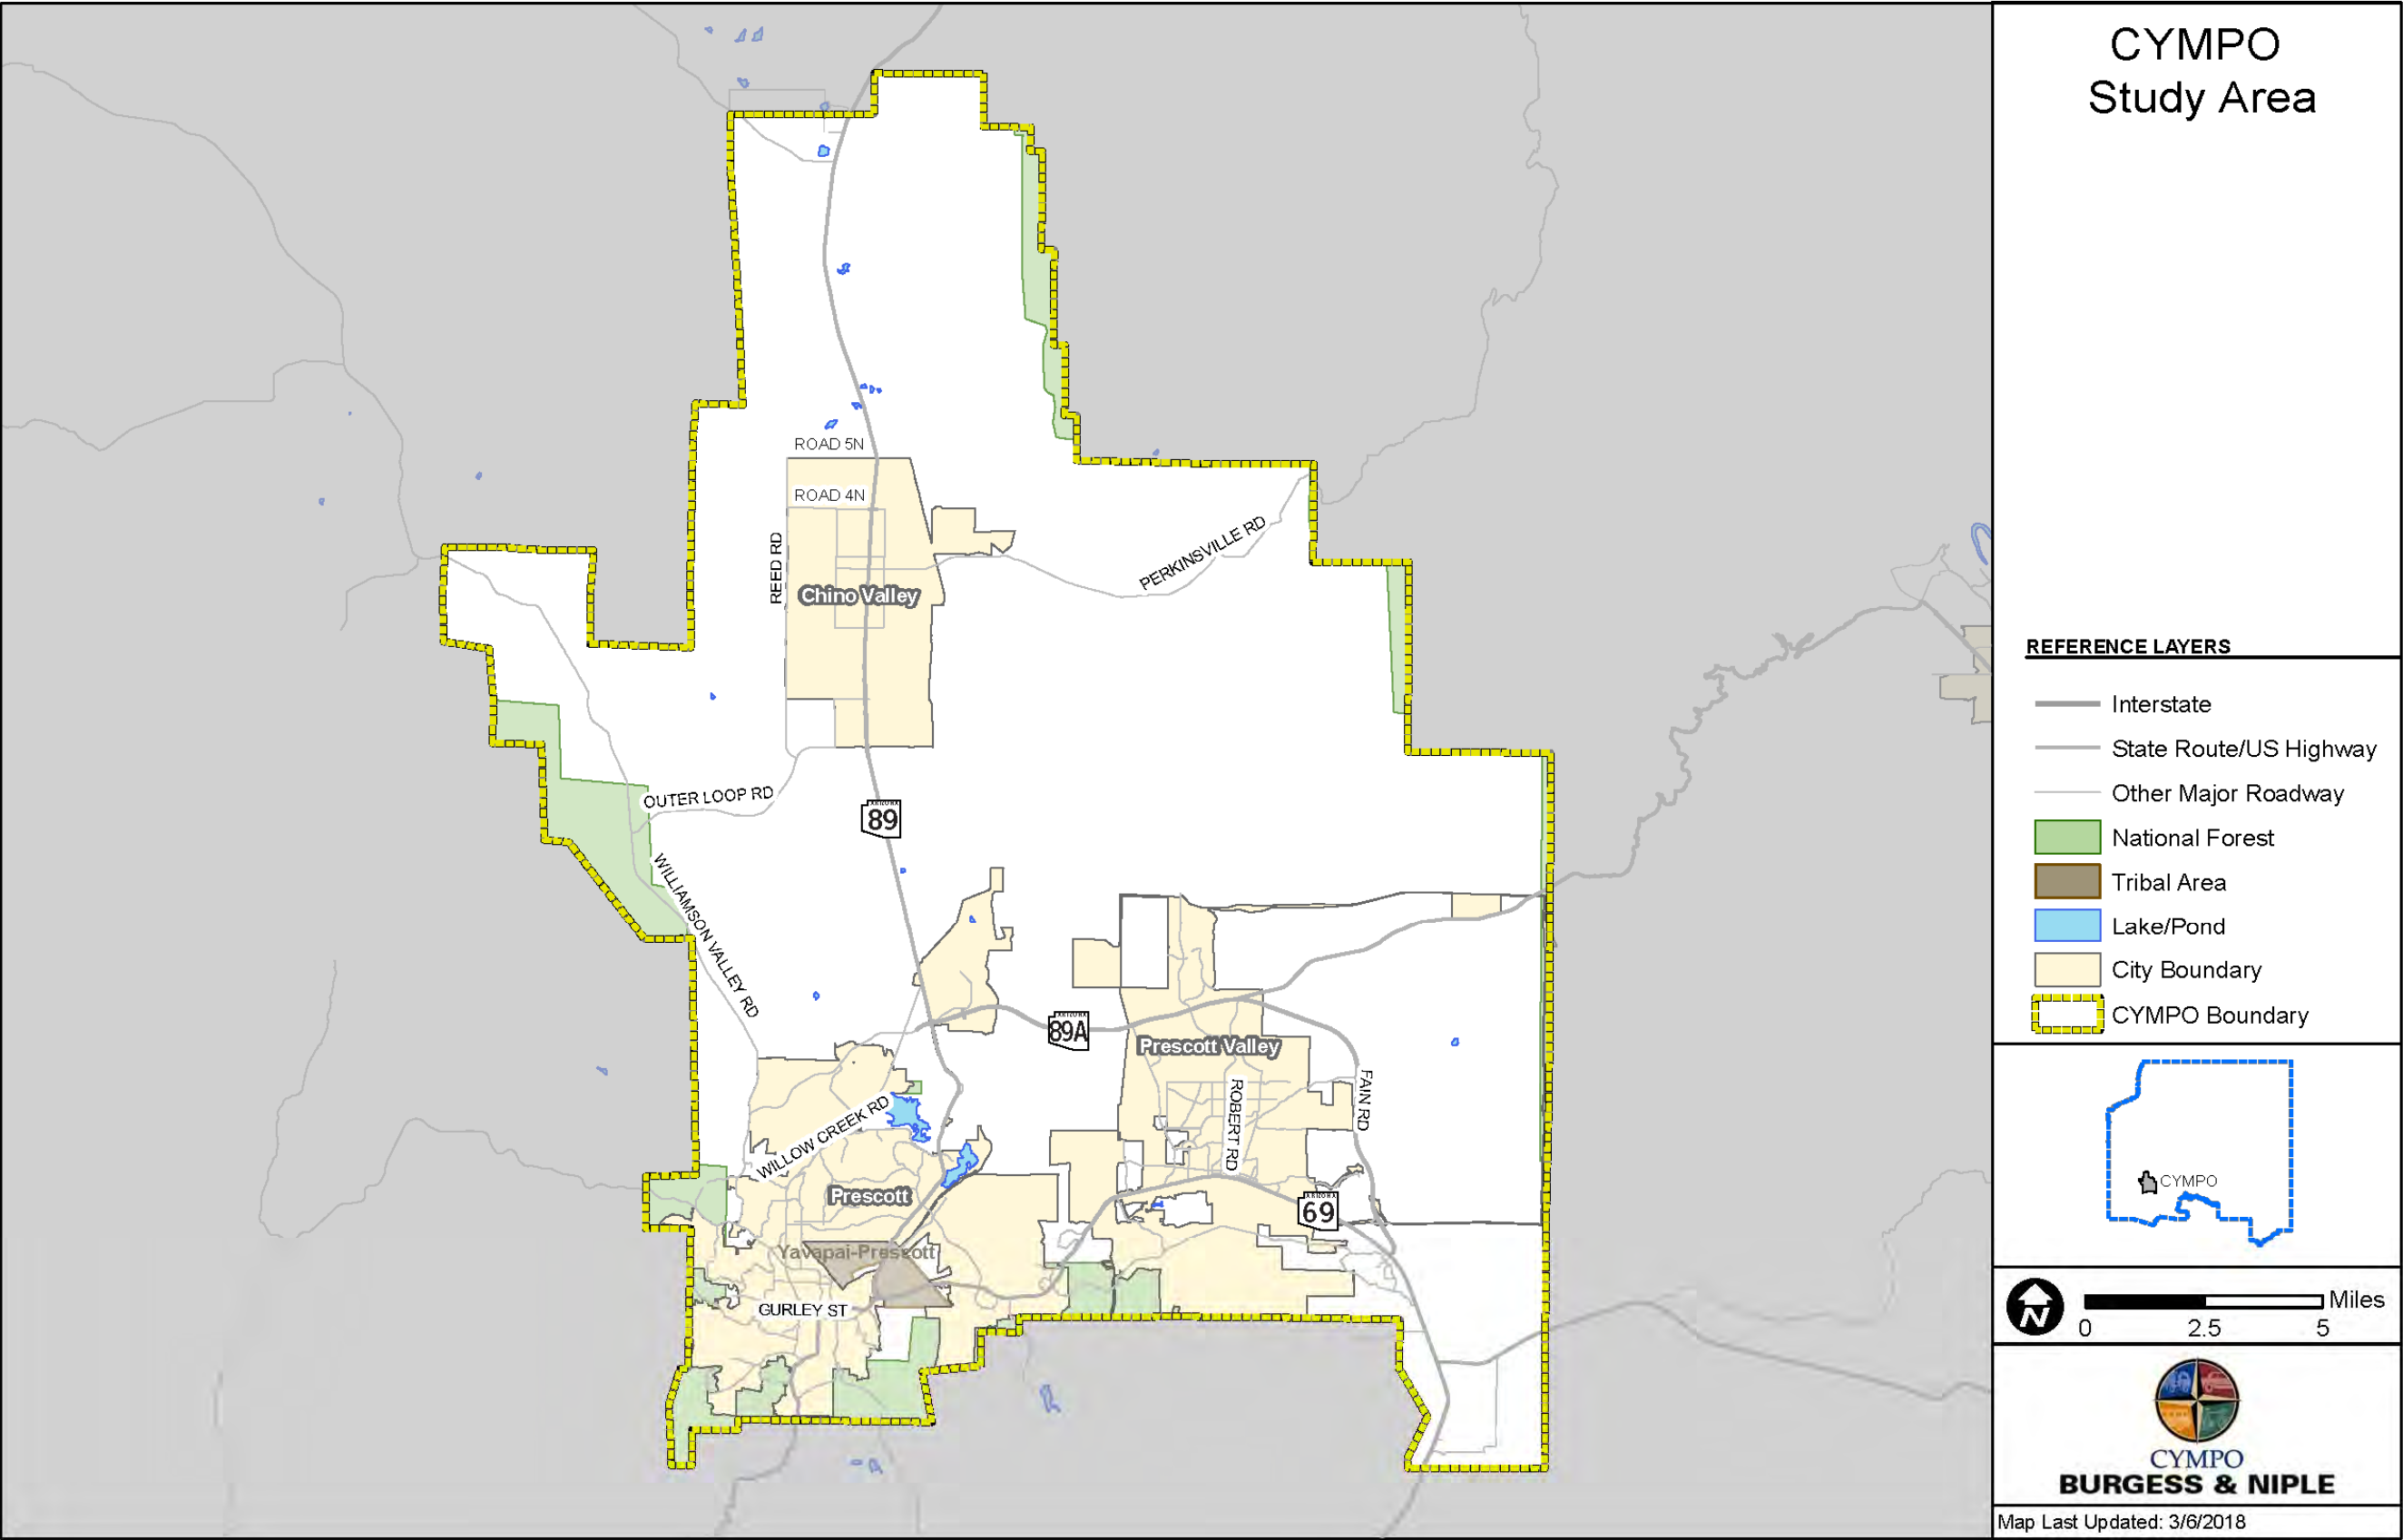 CYMPO
Study Area
ROAD 5N
ROAD 4N
REED RD
PERKINSVILLE RD
Chino Valley
OUTER LOOP RD
ARIZONA
89
WILLIAMSON VALLEY RD
ARIZONA
89A
Prescott Valley
ROBERT RD
FAIN RD
WILLOW CREEK RD
Prescott
ARIZONA
69
Yavapai-Prescott
GURLEY ST
REFERENCE LAYERS
Interstate
State Route/US Highway
Other Major Roadway
National Forest
Tribal Area
Lake/Pond
City Boundary
CYMPO Boundary
CYMPO
N
Miles
0 2.5 5
CYMPO
BURGESS & NIPLE
Map Last Updated: 3/6/2018